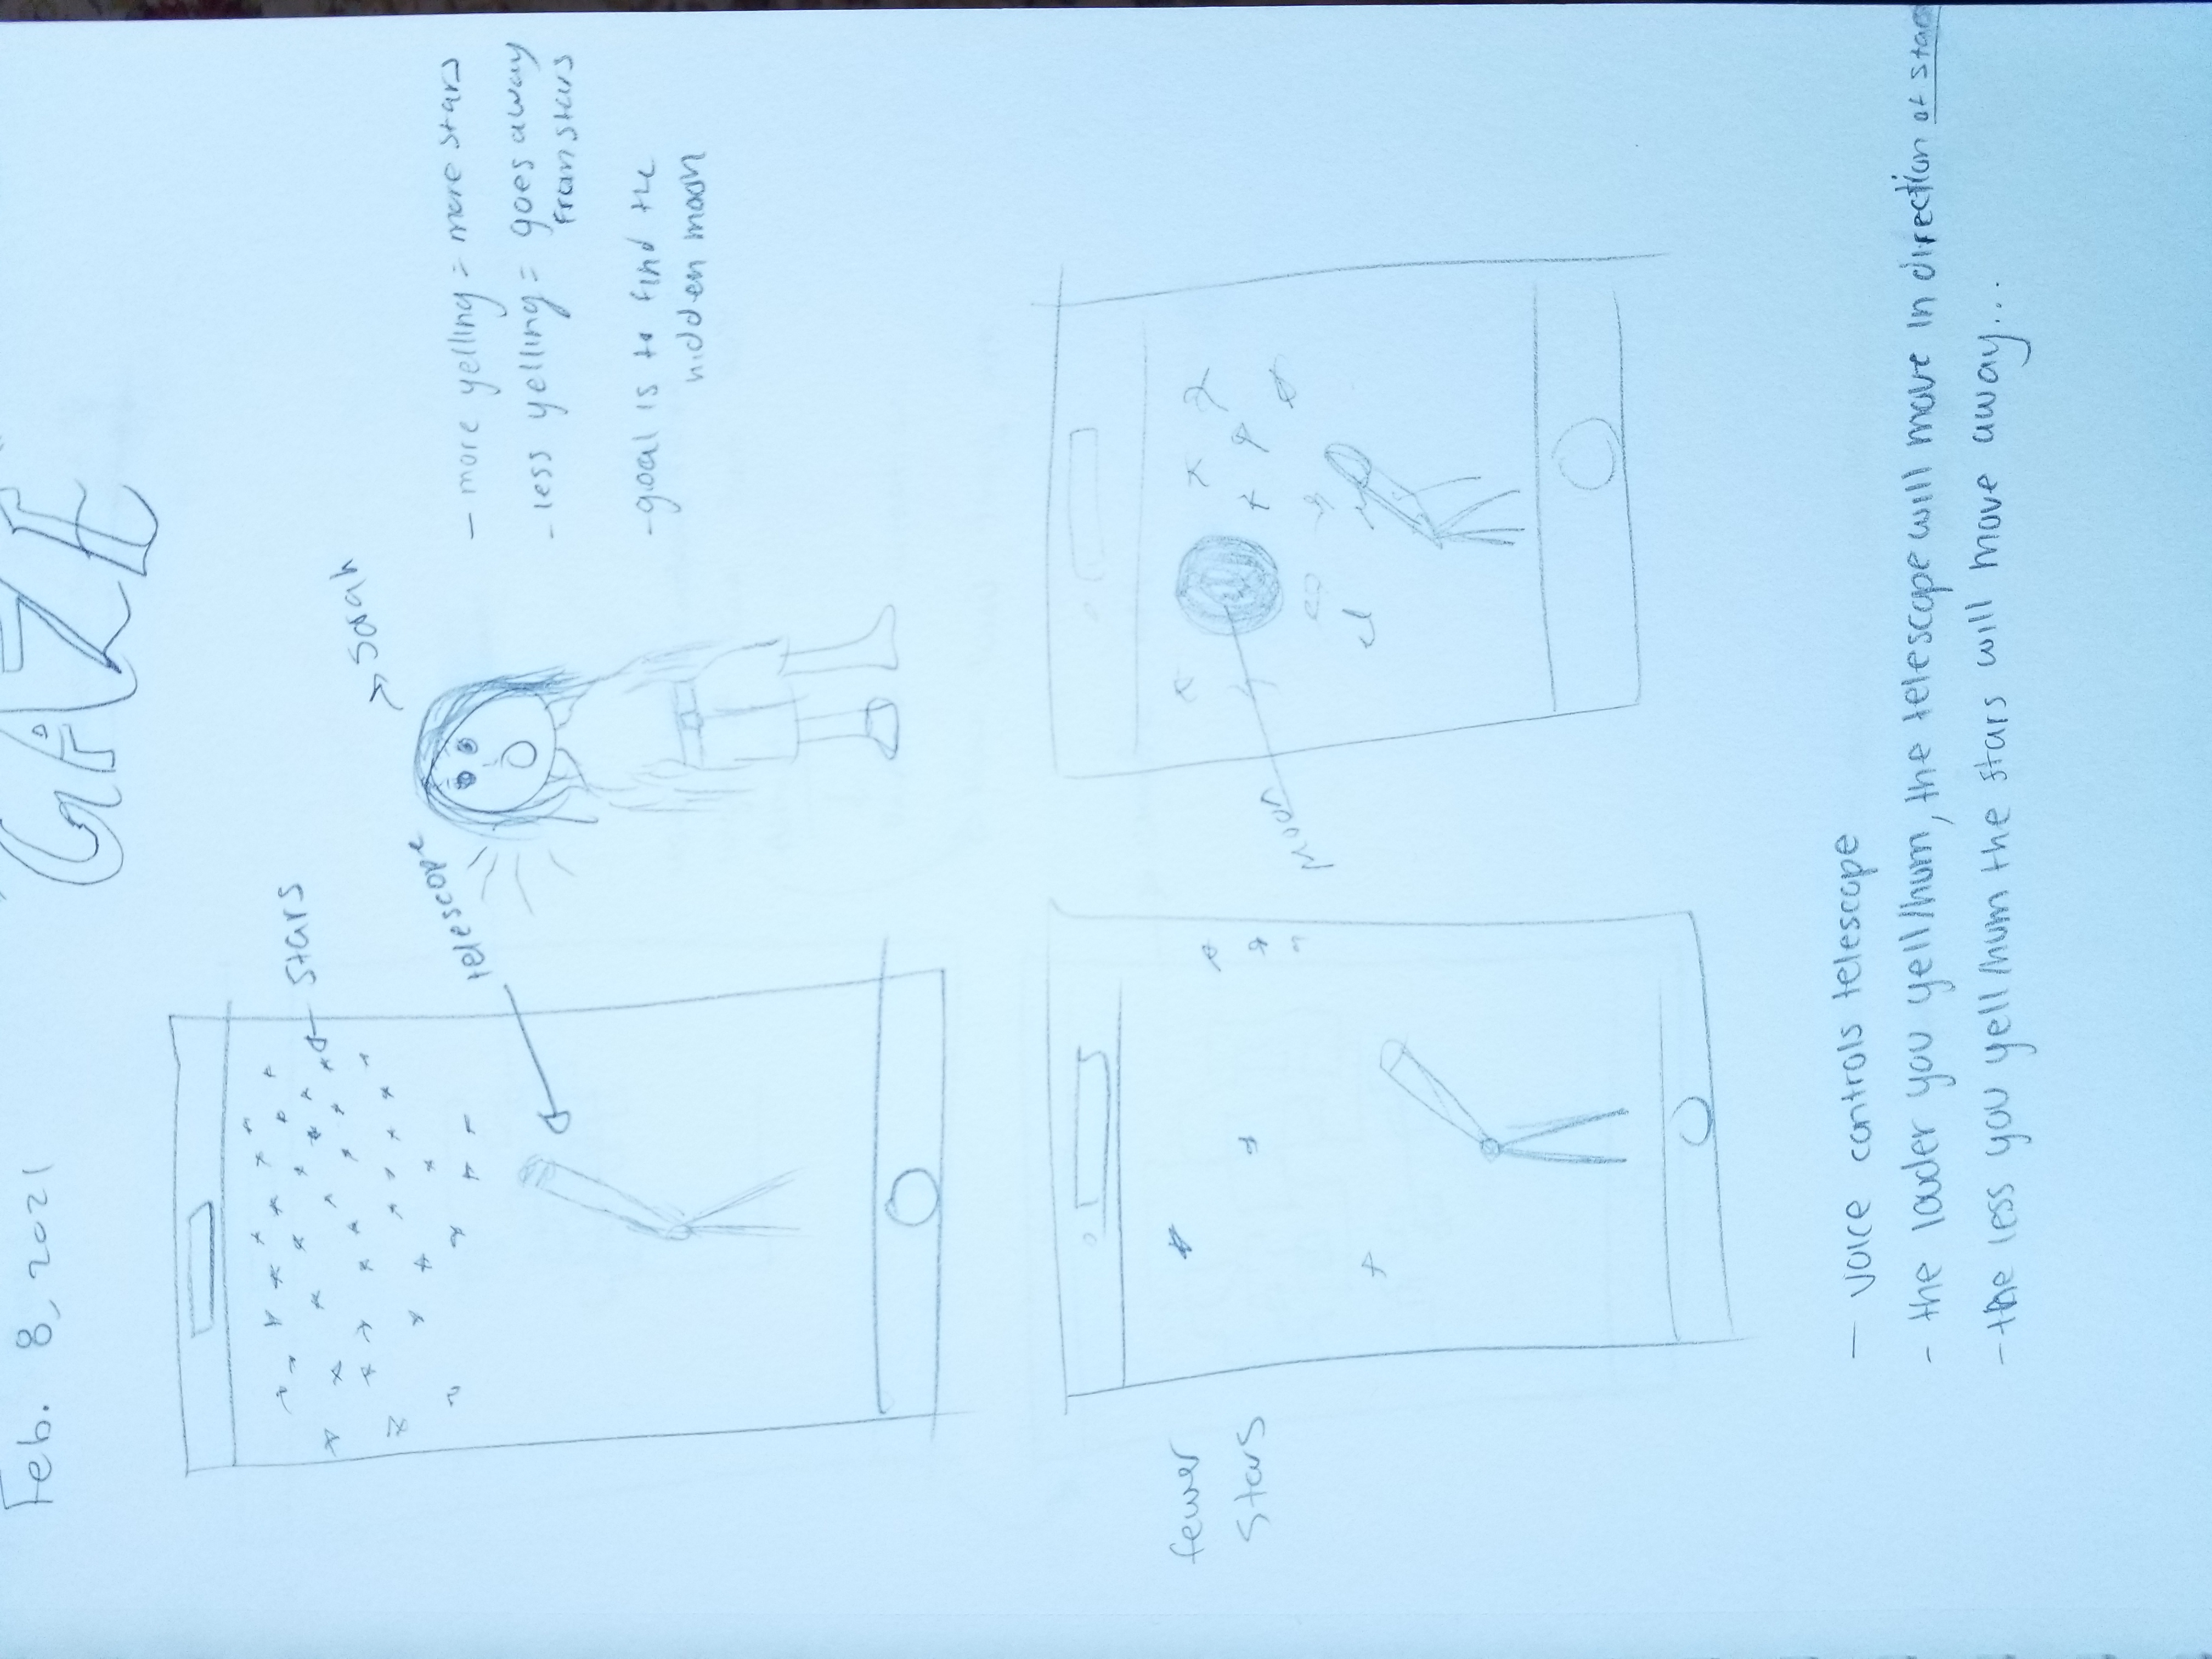 Feb. 8, 2021
GAZE
stars
Sarah
telescope
- more yelling = more stars
- less yelling = goes away
from stars
- goal is to find the
hidden moon
fewer
stars
Moon
- voice controls telescope
- the louder you yell/hum, the telescope will move in direction of stars
- the less you yell/hum the stars will move away...